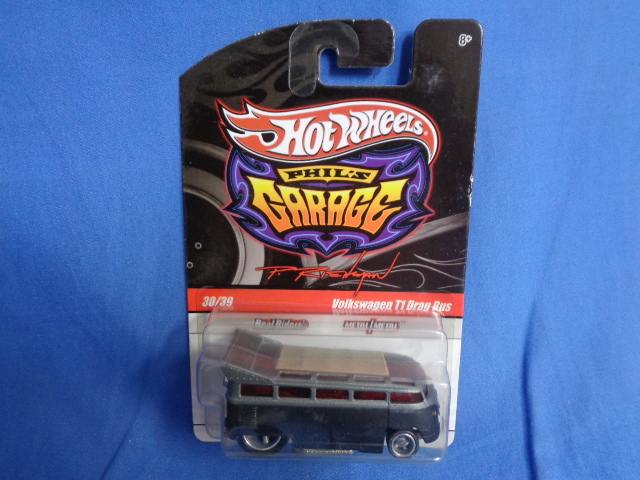 8+
HOT WHEELS
PHIL'S
GARAGE
30/39
Volkswagen T1 Drag Bus
Real Riders
METAL METAL